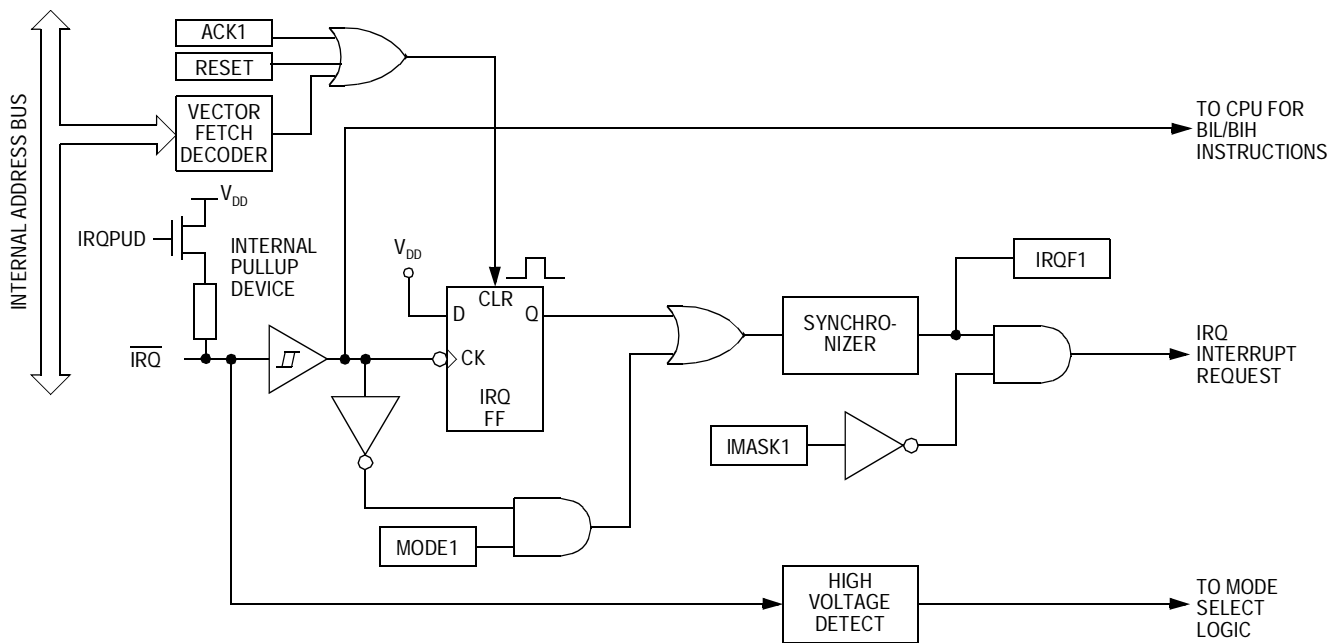 INTERNAL ADDRESS BUS
ACK1
RESET
VECTOR
FETCH
DECODER
TO CPU FOR
BIL/BIH
INSTRUCTIONS
VDD
IRQPUD
INTERNAL
PULLUP
DEVICE
VDD
CLR
D
Q
CK
IRQ
FF
IRQ
SYNCHRO-
NIZER
IRQF1
IRQ
INTERRUPT
REQUEST
IMASK1
MODE1
HIGH
VOLTAGE
DETECT
TO MODE
SELECT
LOGIC